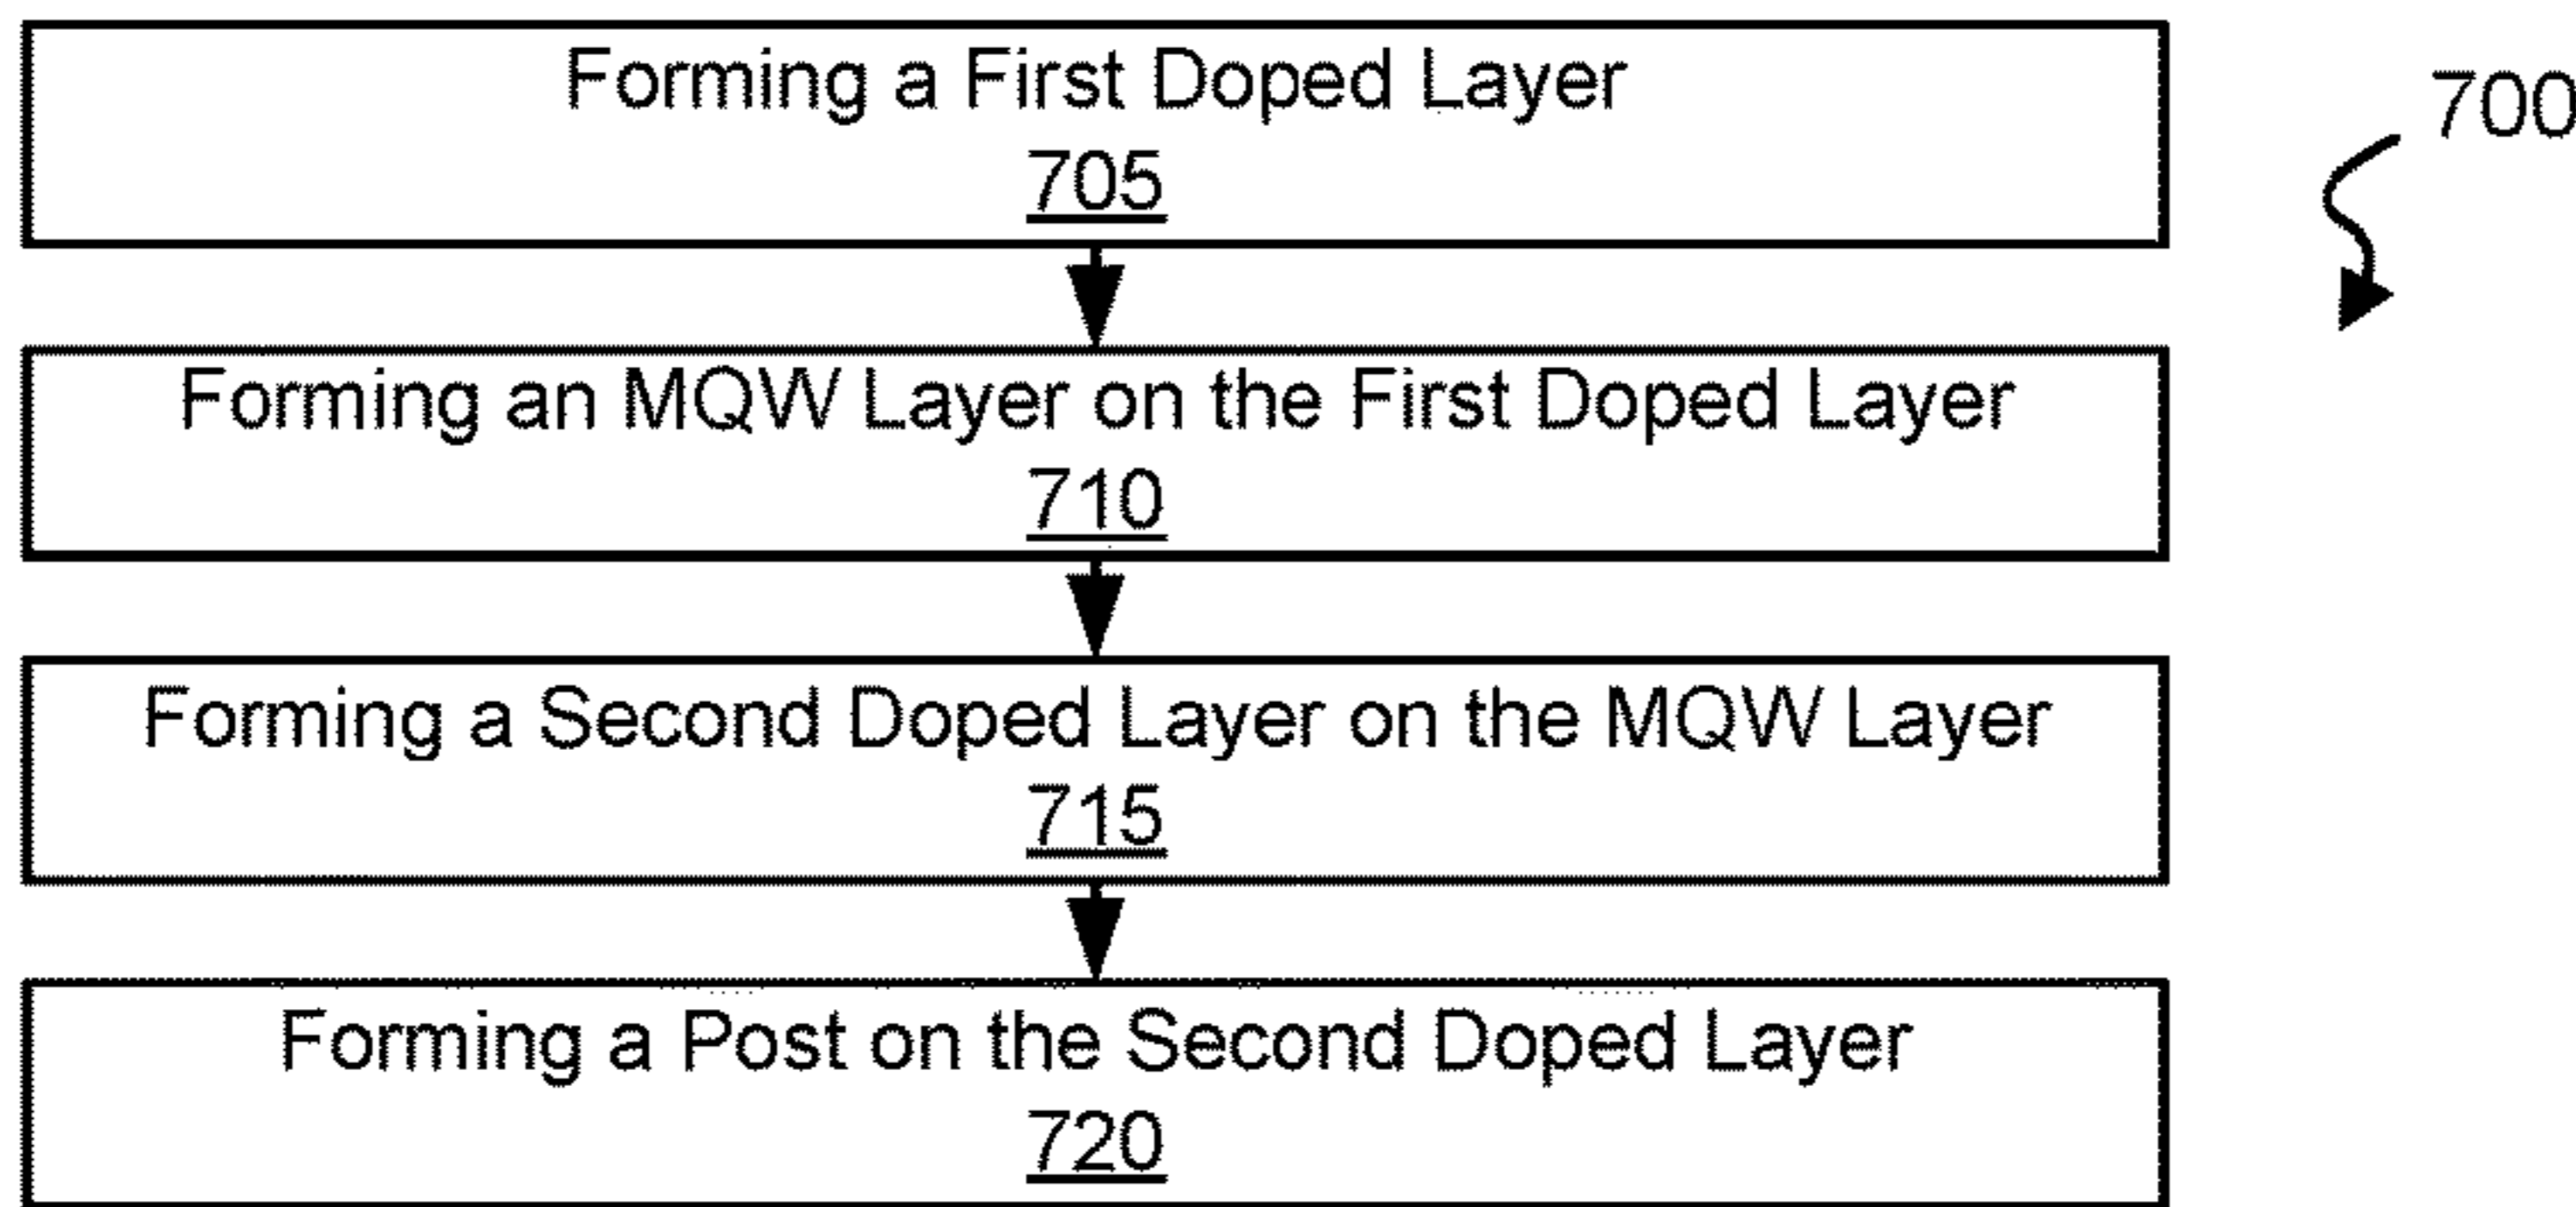 Forming a First Doped Layer
705
700
Forming an MQW Layer on the First Doped Layer
710
Forming a Second Doped Layer on the MQW Layer
715
Forming a Post on the Second Doped Layer
720